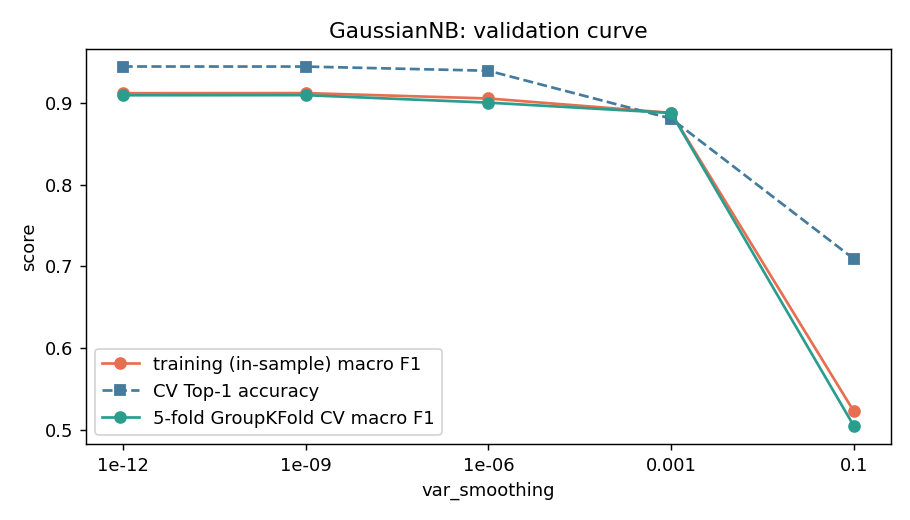 GaussianNB: validation curve
score
0.9
0.8
0.7
0.6
0.5
training (in-sample) macro F1
CV Top-1 accuracy
5-fold GroupKFold CV macro F1
1e-12 1e-09 1e-06 0.001 0.1
var_smoothing